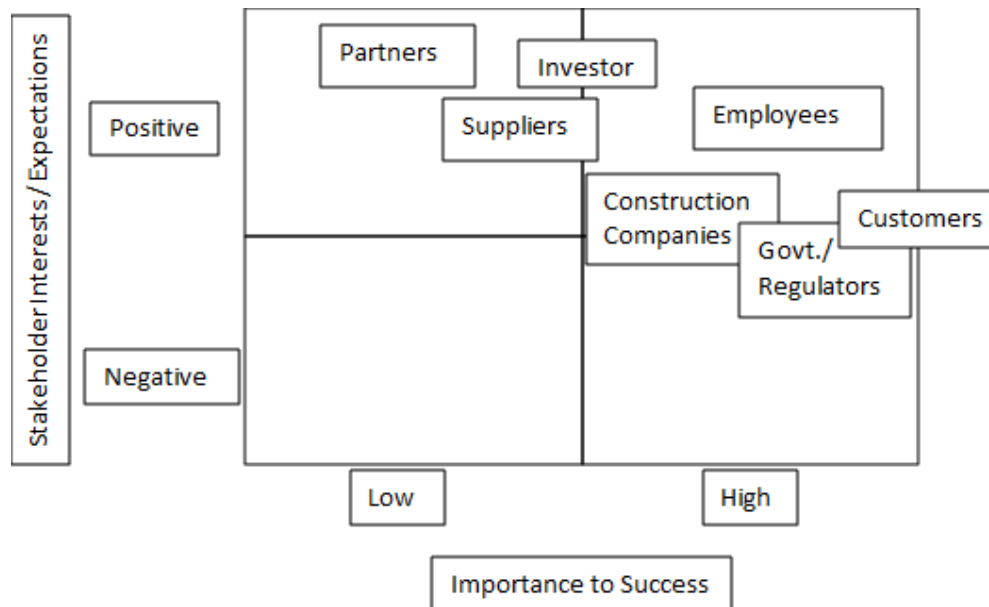 Stakeholder Interests / Expectations
Partners
Investor
Positive
Suppliers
Employees
Construction
Companies
Customers
Govt./
Regulators
Negative
Low
High
Importance to Success